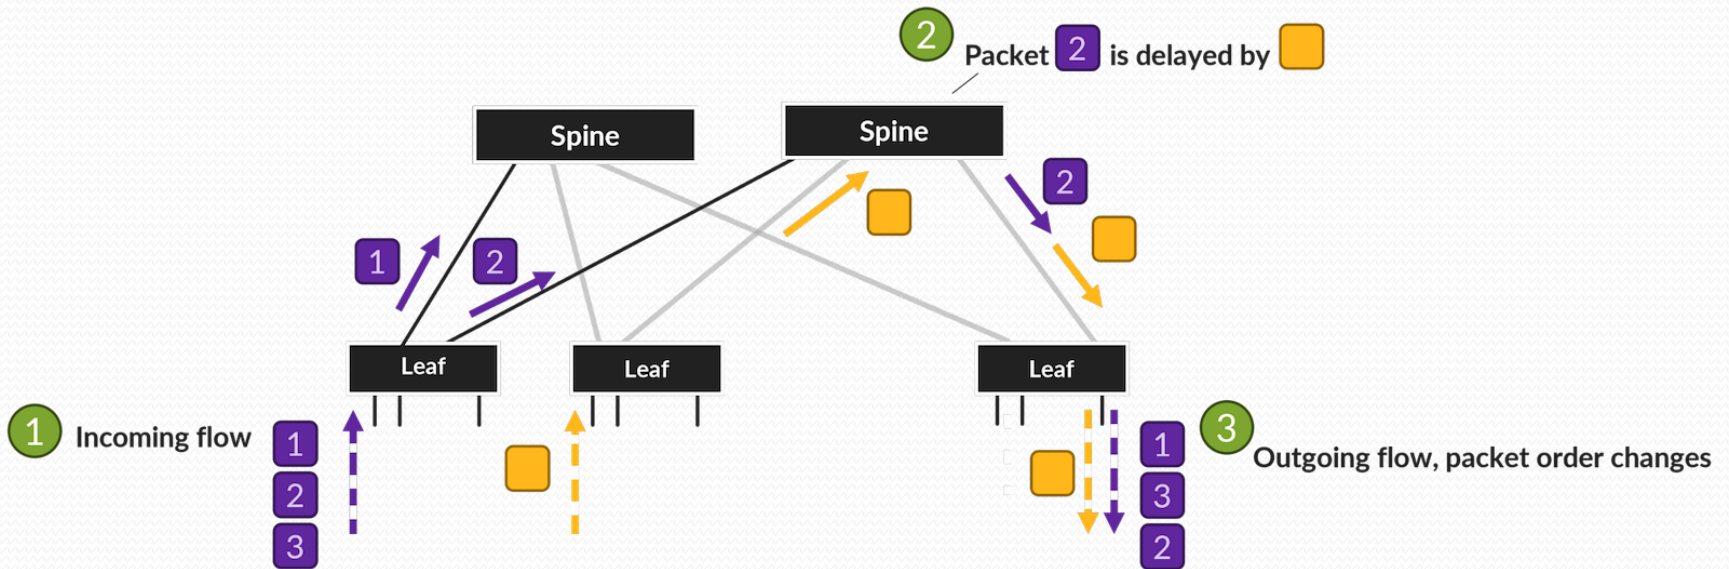 2 Packet 2 is delayed by
Spine
Spine
2
1
2
Leaf
Leaf
Leaf
1 Incoming flow
1
2
3
3 Outgoing flow, packet order changes
1
3
2